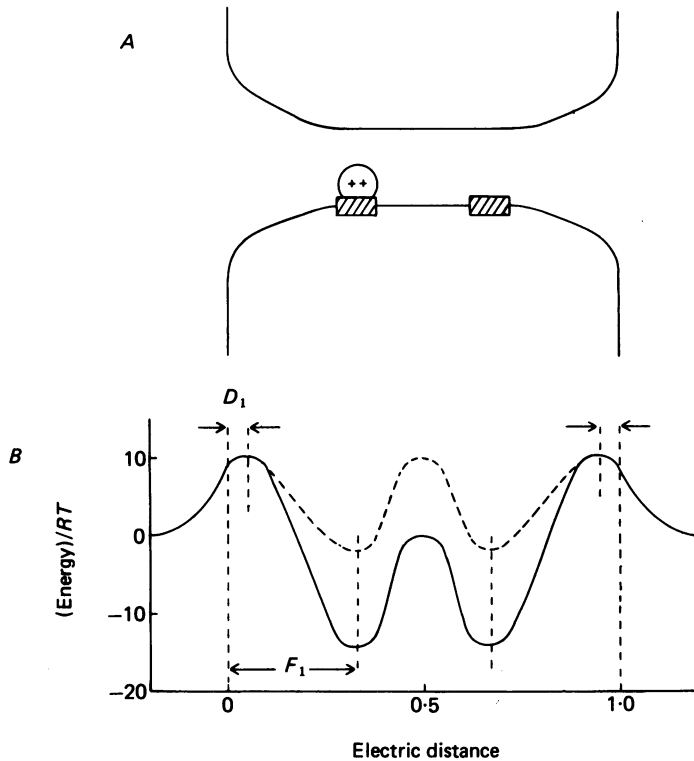 A
++
D₁
B
10
0
−10
−20
(Energy)/RT
F₁
0
0·5
1·0
Electric distance